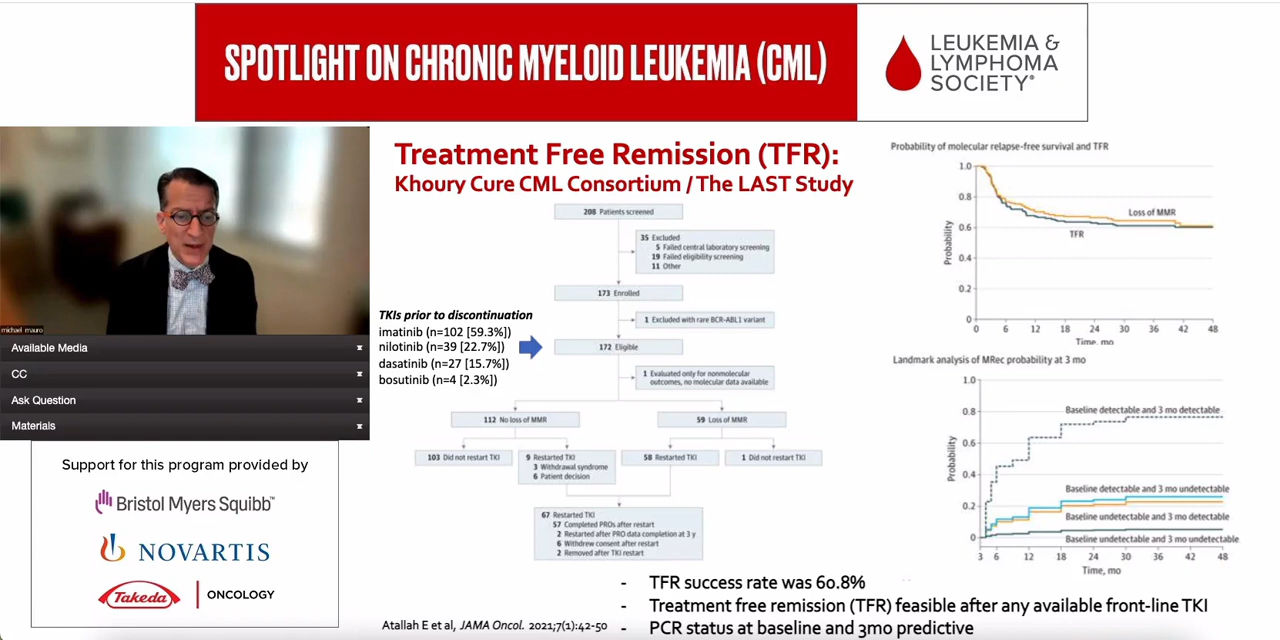 SPOTLIGHT ON CHRONIC MYELOID LEUKEMIA (CML)
LEUKEMIA &
LYMPHOMA
SOCIETY®
michael mauro
Available Media
CC
Ask Question
Materials
Support for this program provided by
Bristol Myers Squibb™
NOVARTIS
Takeda
ONCOLOGY
Treatment Free Remission (TFR):
Khoury Cure CML Consortium / The LAST Study
208 Patients screened
35 Excluded
5 Failed central laboratory screening
19 Failed eligibility screening
11 Other
173 Enrolled
1 Excluded with rare BCR-ABL1 variant
TKIs prior to discontinuation
imatinib (n=102 [59.3%])
nilotinib (n=39 [22.7%])
dasatinib (n=27 [15.7%])
bosutinib (n=4 [2.3%])
172 Eligible
1 Evaluated only for nonmolecular
outcomes, no molecular data available
112 No loss of MMR
59 Loss of MMR
103 Did not restart TKI
9 Restarted TKI
3 Withdrawal syndrome
6 Patient decision
58 Restarted TKI
1 Did not restart TKI
67 Restarted TKI
57 Completed PROs after restart
2 Restarted after PRO data completion at 3 y
6 Withdrew consent after restart
2 Removed after TKI restart
Probability of molecular relapse-free survival and TFR
Probability
1.0
0.8
0.6
0.4
0.2
0
Loss of MMR
TFR
0 6 12 18 24 30 36 42 48
Time, mo
Landmark analysis of MRec probability at 3 mo
Probability
1.0
0.8
0.6
0.4
0.2
0
Baseline detectable and 3 mo detectable
Baseline detectable and 3 mo undetectable
Baseline undetectable and 3 mo detectable
Baseline undetectable and 3 mo undetectable
3 6 12 18 24 30 36 42 48
Time, mo
- TFR success rate was 60.8%
- Treatment free remission (TFR) feasible after any available front-line TKI
- PCR status at baseline and 3mo predictive
Atallah E et al, JAMA Oncol. 2021;7(1):42-50